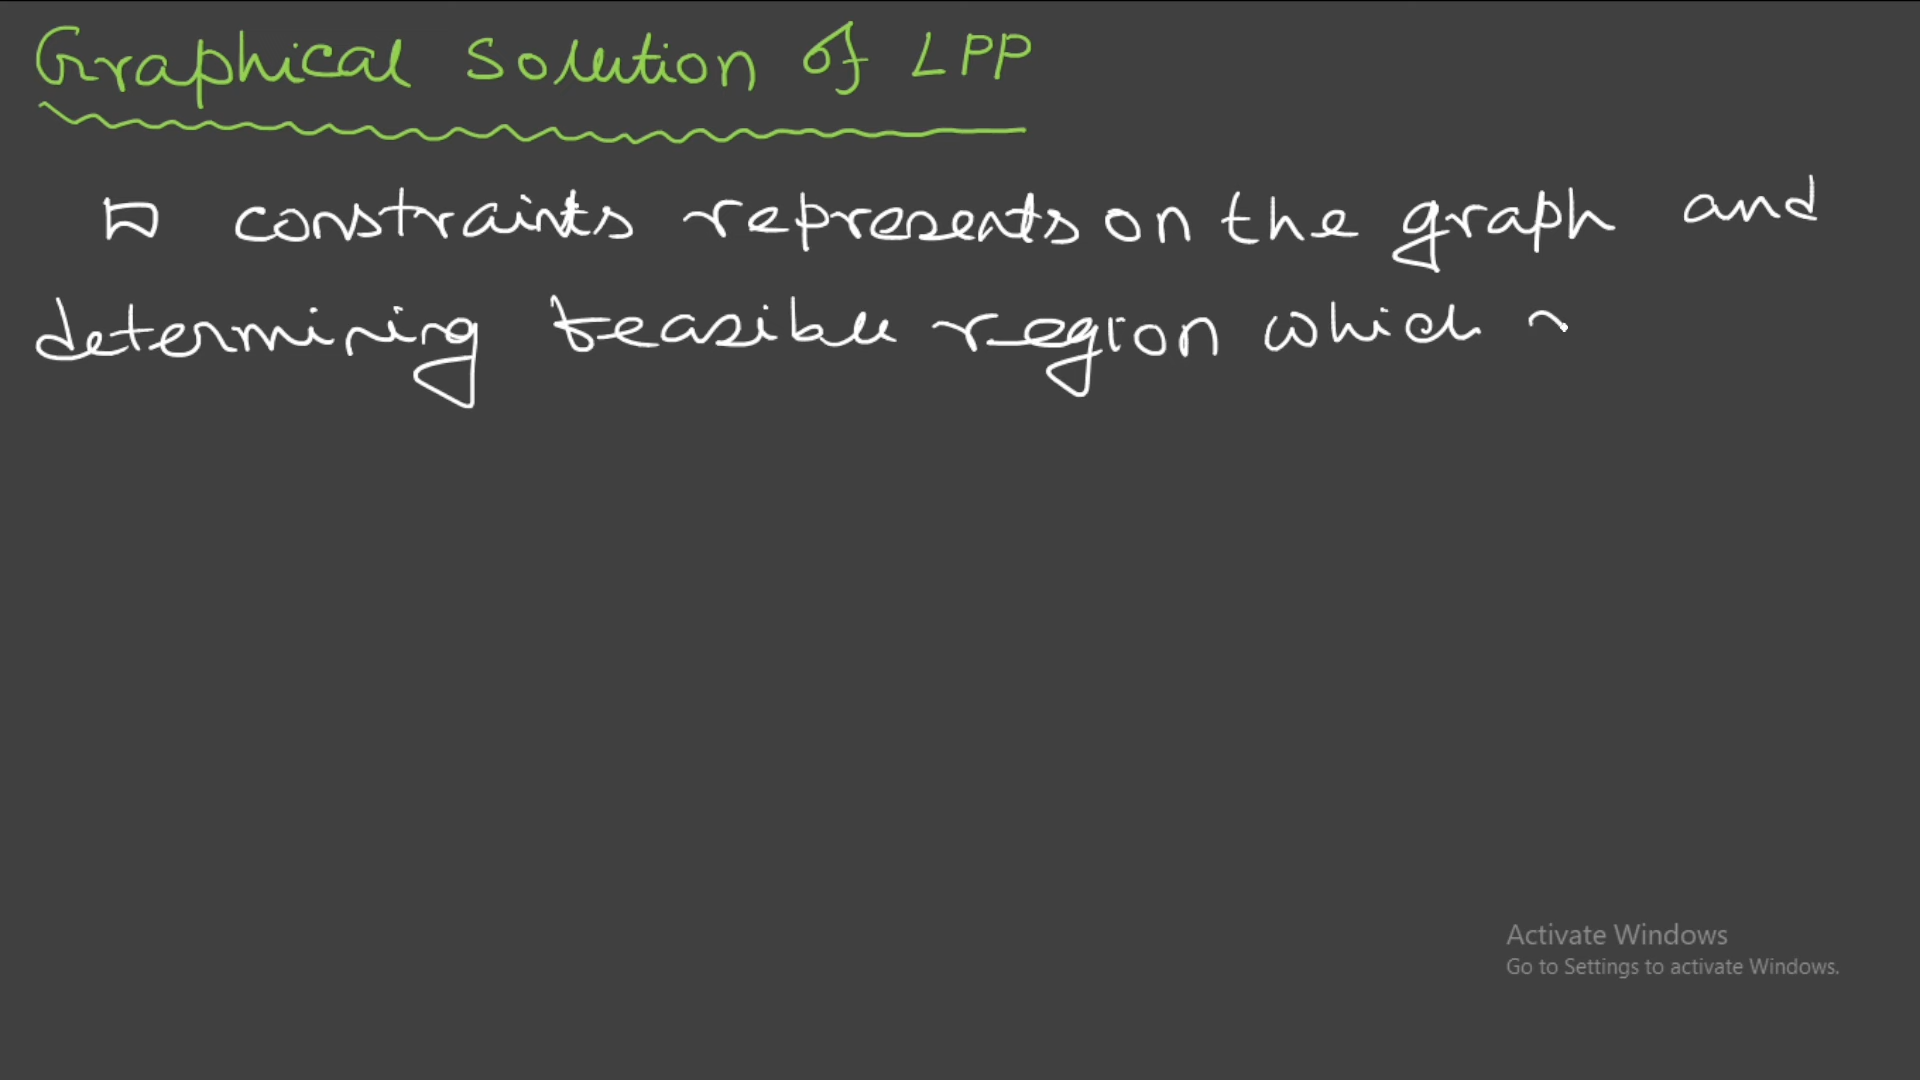 Graphical Solution of LPP
constraints represents on the graph and
determining feasible region which
Activate Windows
Go to Settings to activate Windows.